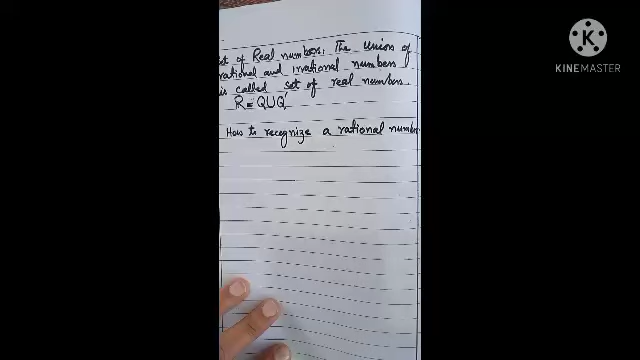 set of Real numbers: The Union of
rational and irrational numbers
is called set of real numbers.
R = QUQ'
How to recognize a rational number
K
KINEMASTER